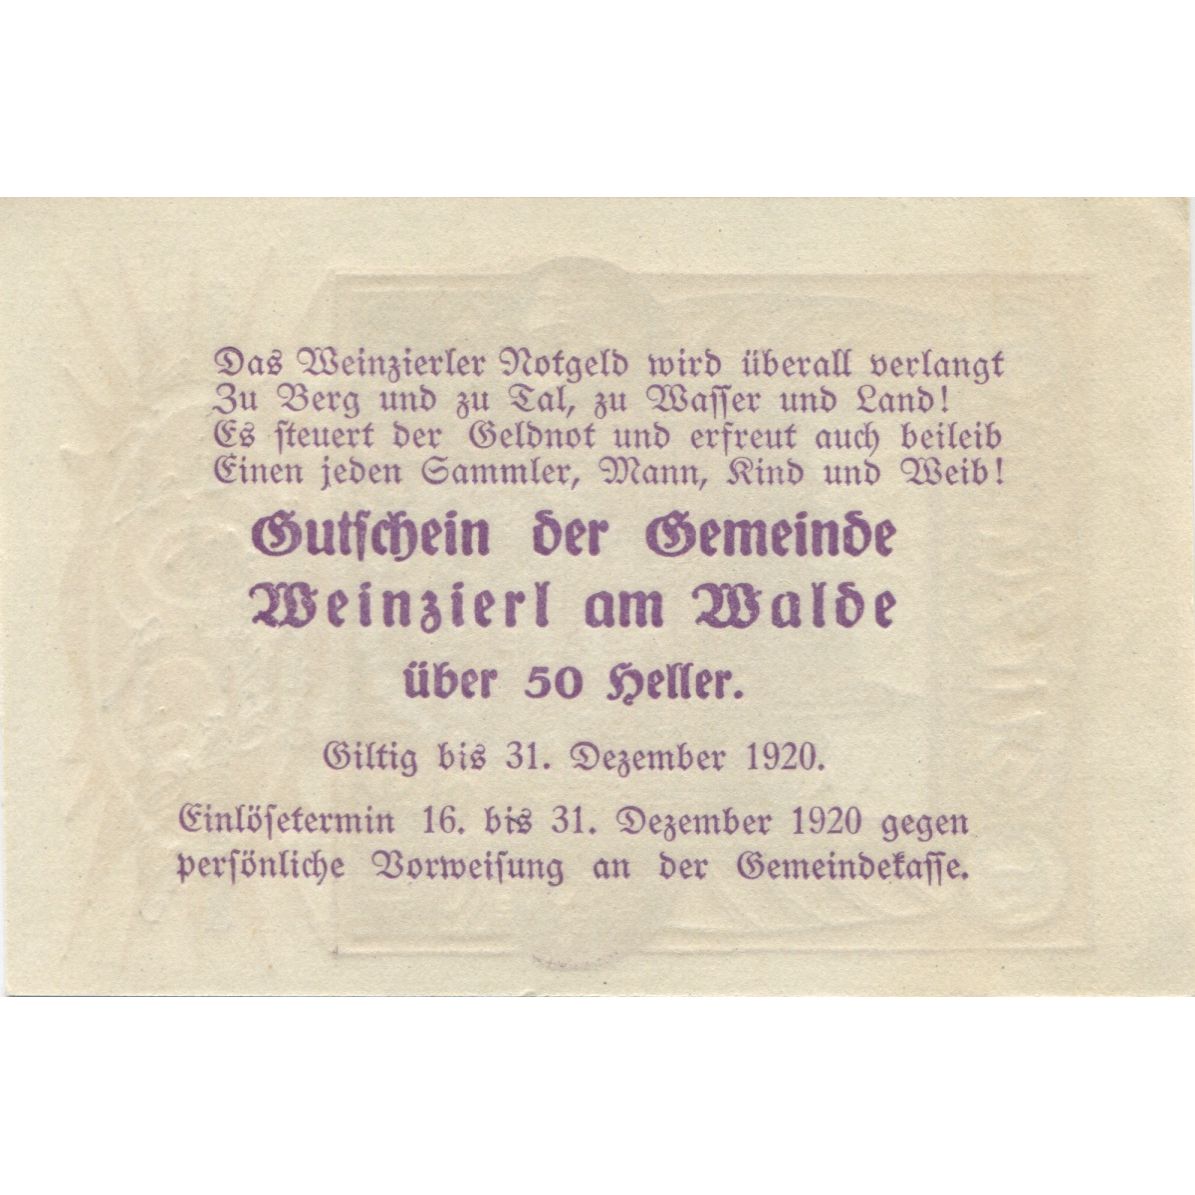 Das Weinzierler Notgeld wird überall verlangt
Zu Berg und zu Tal, zu Wasser und Land!
Es steuert der Geldnot und erfreut auch beileib
Einen jeden Sammler, Mann, Kind und Weib!
Gutschein der Gemeinde
Weinzierl am Walde
über 50 Heller.
Giltig bis 31. Dezember 1920.
Einlösetermin 16. bis 31. Dezember 1920 gegen
persönliche Vorweisung an der Gemeindekasse.